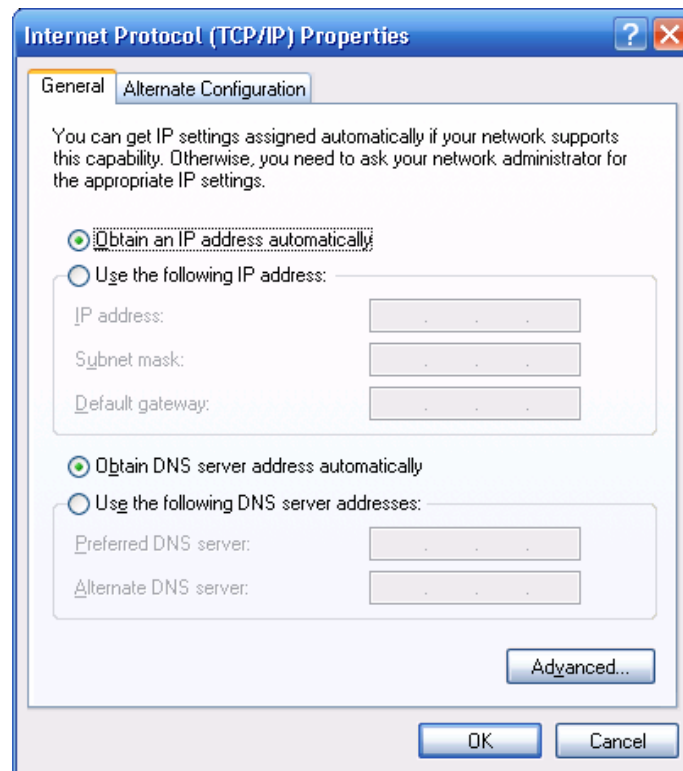 Internet Protocol (TCP/IP) Properties
General
Alternate Configuration
You can get IP settings assigned automatically if your network supports
this capability. Otherwise, you need to ask your network administrator for
the appropriate IP settings.
Obtain an IP address automatically
Use the following IP address:
IP address:
Subnet mask:
Default gateway:
Obtain DNS server address automatically
Use the following DNS server addresses:
Preferred DNS server:
Alternate DNS server:
Advanced...
OK
Cancel